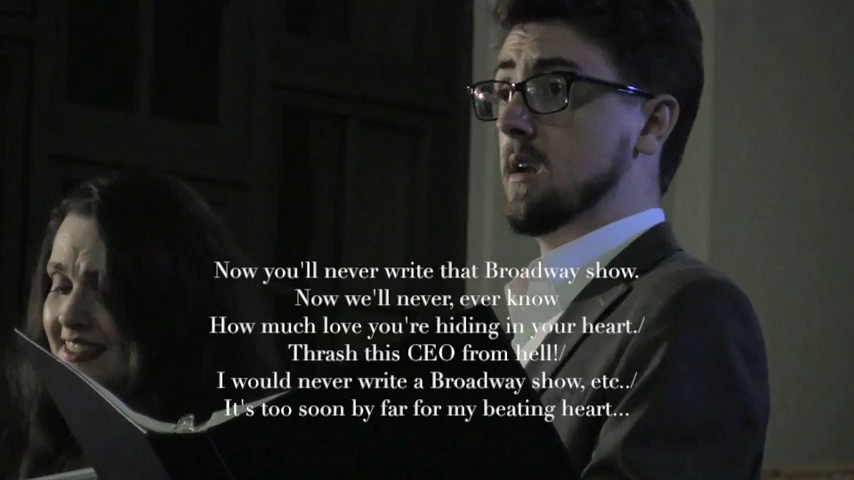 Now you'll never write that Broadway show.
Now we'll never, ever know
How much love you're hiding in your heart./
Thrash this CEO from hell!/
I would never write a Broadway show, etc../
It's too soon by far for my beating heart...